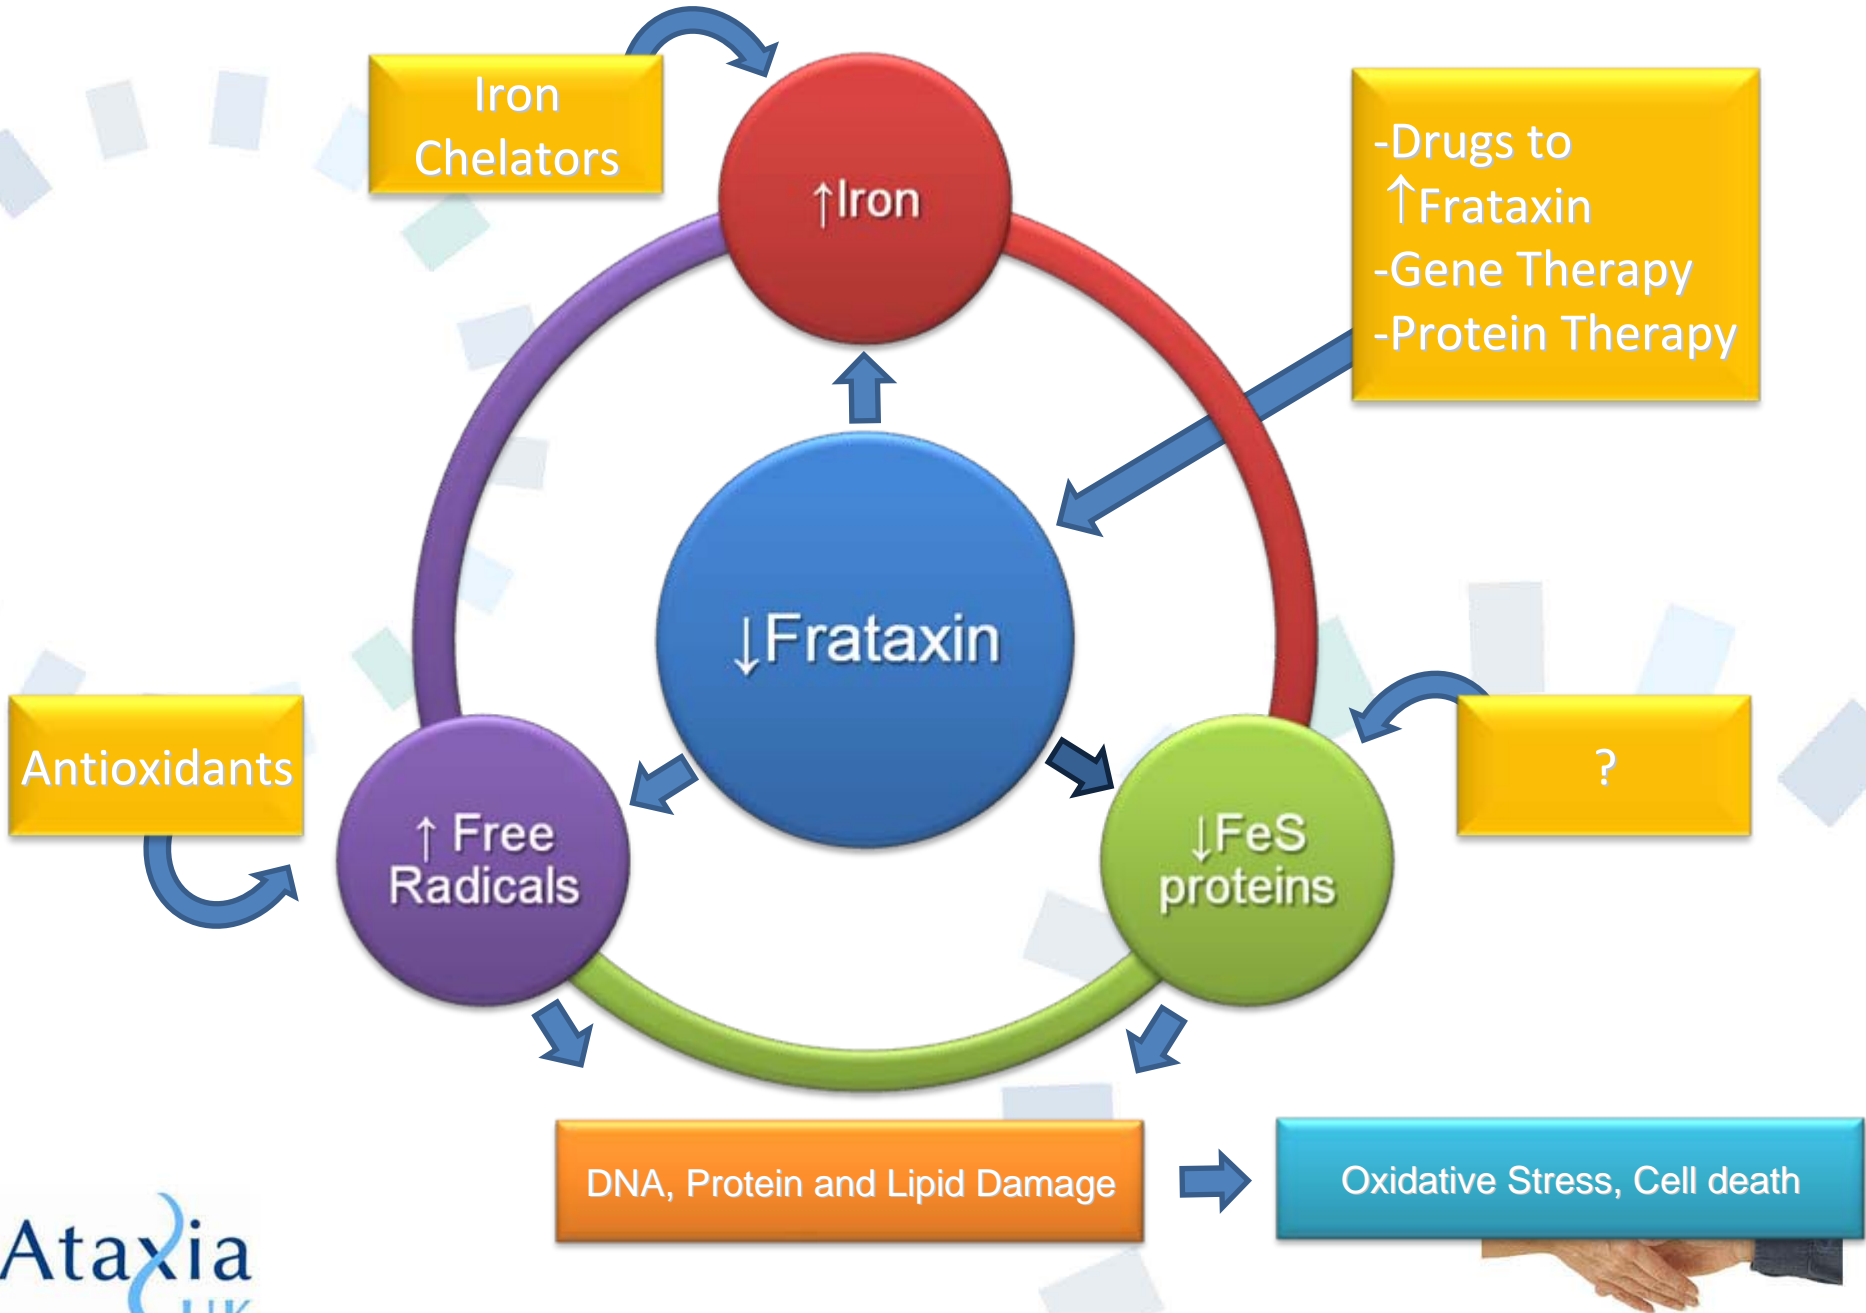 Iron
Chelators
↑Iron
-Drugs to
↑Frataxin
-Gene Therapy
-Protein Therapy
↓Frataxin
Antioxidants
?
↑ Free
Radicals
↓FeS
proteins
DNA, Protein and Lipid Damage
Oxidative Stress, Cell death
Ataxia
UK